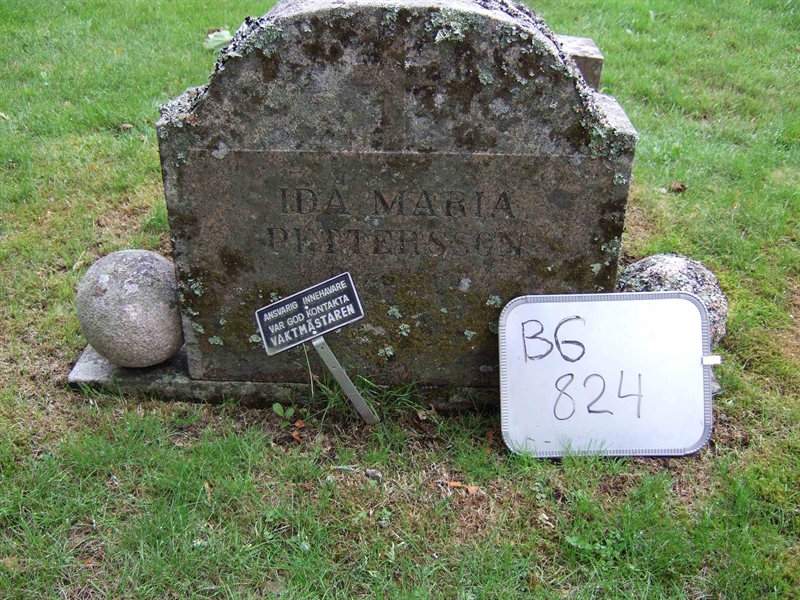 IDA MARIA
PETTERSSON
ANSVARIG INNEHAVARE
VAR GOD KONTAKTA
VAKTMÄSTAREN
BG
824